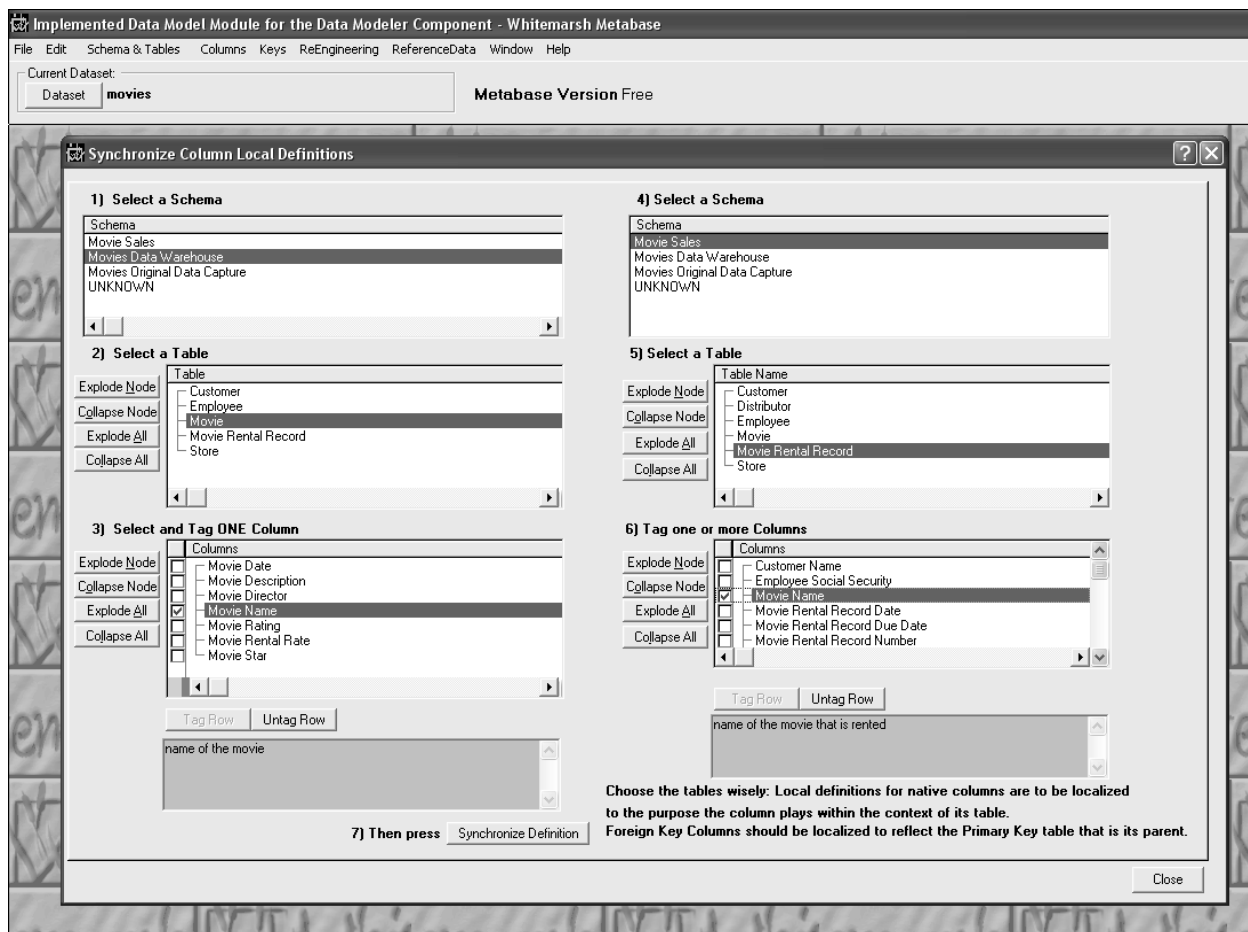 Implemented Data Model Module for the Data Modeler Component - Whitemarsh Metabase
File Edit Schema & Tables Columns Keys ReEngineering ReferenceData Window Help
Current Dataset:
Dataset movies
Metabase Version Free
Synchronize Column Local Definitions
1) Select a Schema
Schema
Movie Sales
Movies Data Warehouse
Movies Original Data Capture
UNKNOWN
2) Select a Table
Explode Node
Collapse Node
Explode All
Collapse All
Table
Customer
Employee
Movie
Movie Rental Record
Store
3) Select and Tag ONE Column
Explode Node
Collapse Node
Explode All
Collapse All
Columns
Movie Date
Movie Description
Movie Director
Movie Name
Movie Rating
Movie Rental Rate
Movie Star
Tag Row Untag Row
name of the movie
4) Select a Schema
Schema
Movie Sales
Movies Data Warehouse
Movies Original Data Capture
UNKNOWN
5) Select a Table
Explode Node
Collapse Node
Explode All
Collapse All
Table Name
Customer
Distributor
Employee
Movie
Movie Rental Record
Store
6) Tag one or more Columns
Explode Node
Collapse Node
Explode All
Collapse All
Columns
Customer Name
Employee Social Security
Movie Name
Movie Rental Record Date
Movie Rental Record Due Date
Movie Rental Record Number
Tag Row Untag Row
name of the movie that is rented
Choose the tables wisely: Local definitions for native columns are to be localized
to the purpose the column plays within the context of its table.
Foreign Key Columns should be localized to reflect the Primary Key table that is its parent.
7) Then press Synchronize Definition
Close